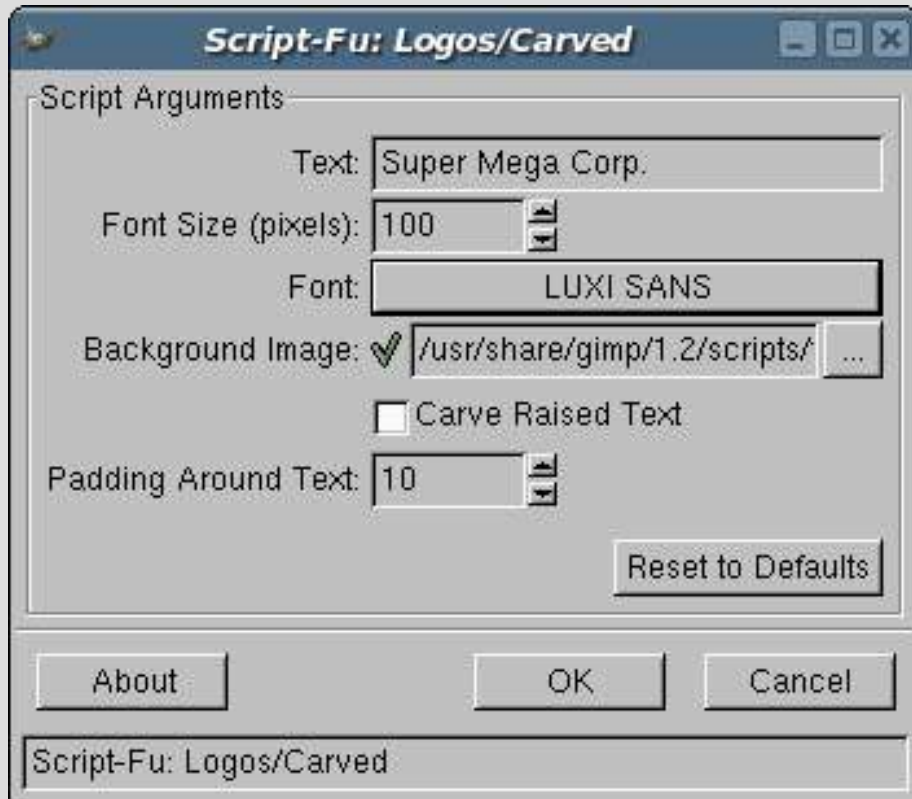 Script-Fu: Logos/Carved
Script Arguments
Text: Super Mega Corp.
Font Size (pixels): 100
Font: LUXI SANS
Background Image: /usr/share/gimp/1.2/scripts/ ...
Carve Raised Text
Padding Around Text: 10
Reset to Defaults
About OK Cancel
Script-Fu: Logos/Carved